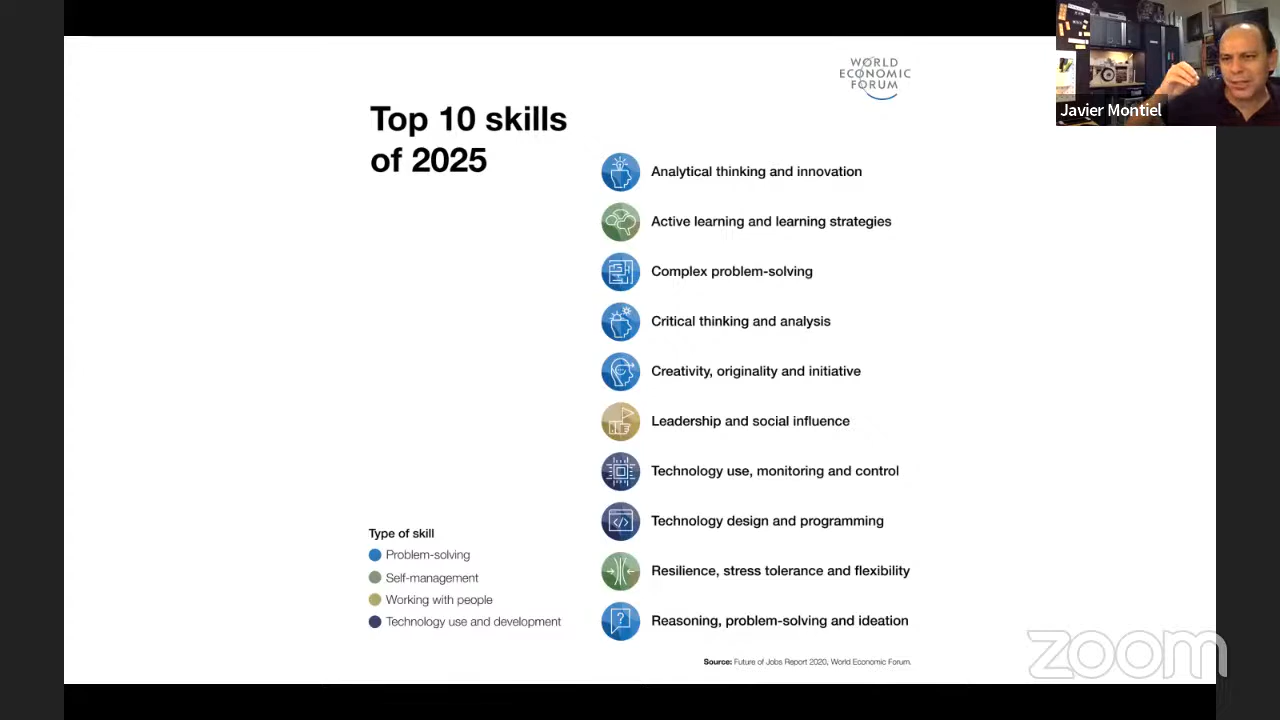 WORLD
ECONOMIC
FORUM
Javier Montiel
Top 10 skills
of 2025
Analytical thinking and innovation
Active learning and learning strategies
Complex problem-solving
Critical thinking and analysis
Creativity, originality and initiative
Leadership and social influence
Technology use, monitoring and control
Technology design and programming
Resilience, stress tolerance and flexibility
Reasoning, problem-solving and ideation
Type of skill
Problem-solving
Self-management
Working with people
Technology use and development
Source: Future of Jobs Report 2020, World Economic Forum.
zoom